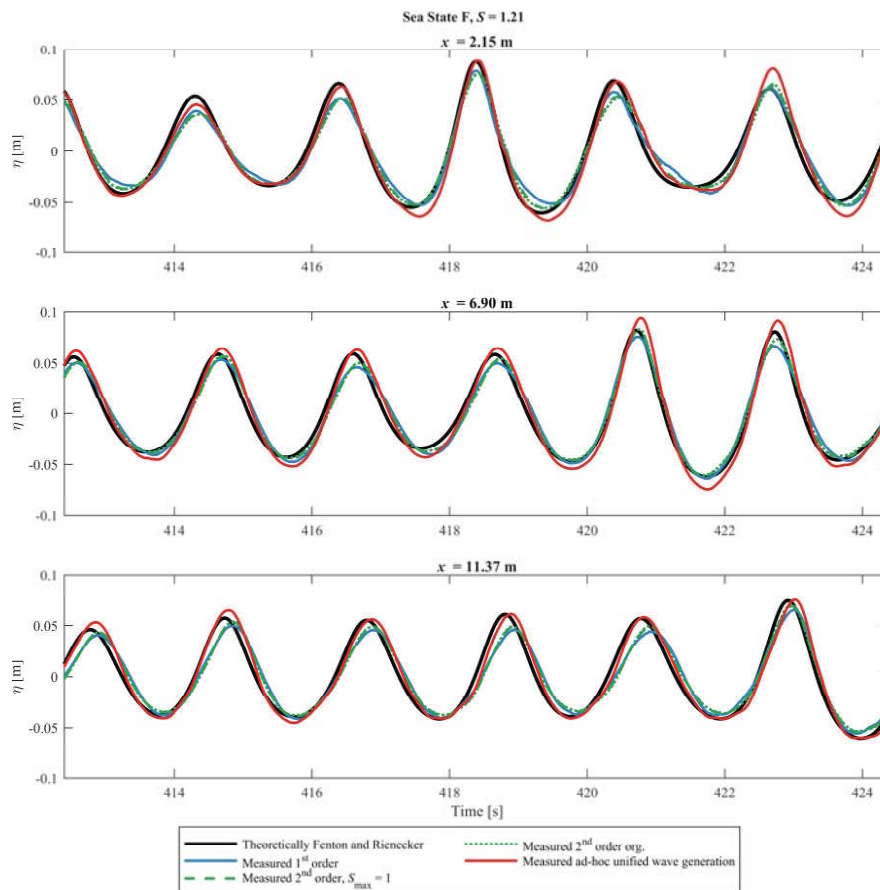 Sea State F, S = 1.21
x = 2.15 m
0.1
0.05
0
-0.05
-0.1
η [m]
414 416 418 420 422 424
x = 6.90 m
0.1
0.05
0
-0.05
-0.1
η [m]
414 416 418 420 422 424
x = 11.37 m
0.1
0.05
0
-0.05
-0.1
η [m]
414 416 418 420 422 424
Time [s]
Theoretically Fenton and Rienecker
Measured 1st order
Measured 2nd order, Smax = 1
Measured 2nd order org.
Measured ad-hoc unified wave generation